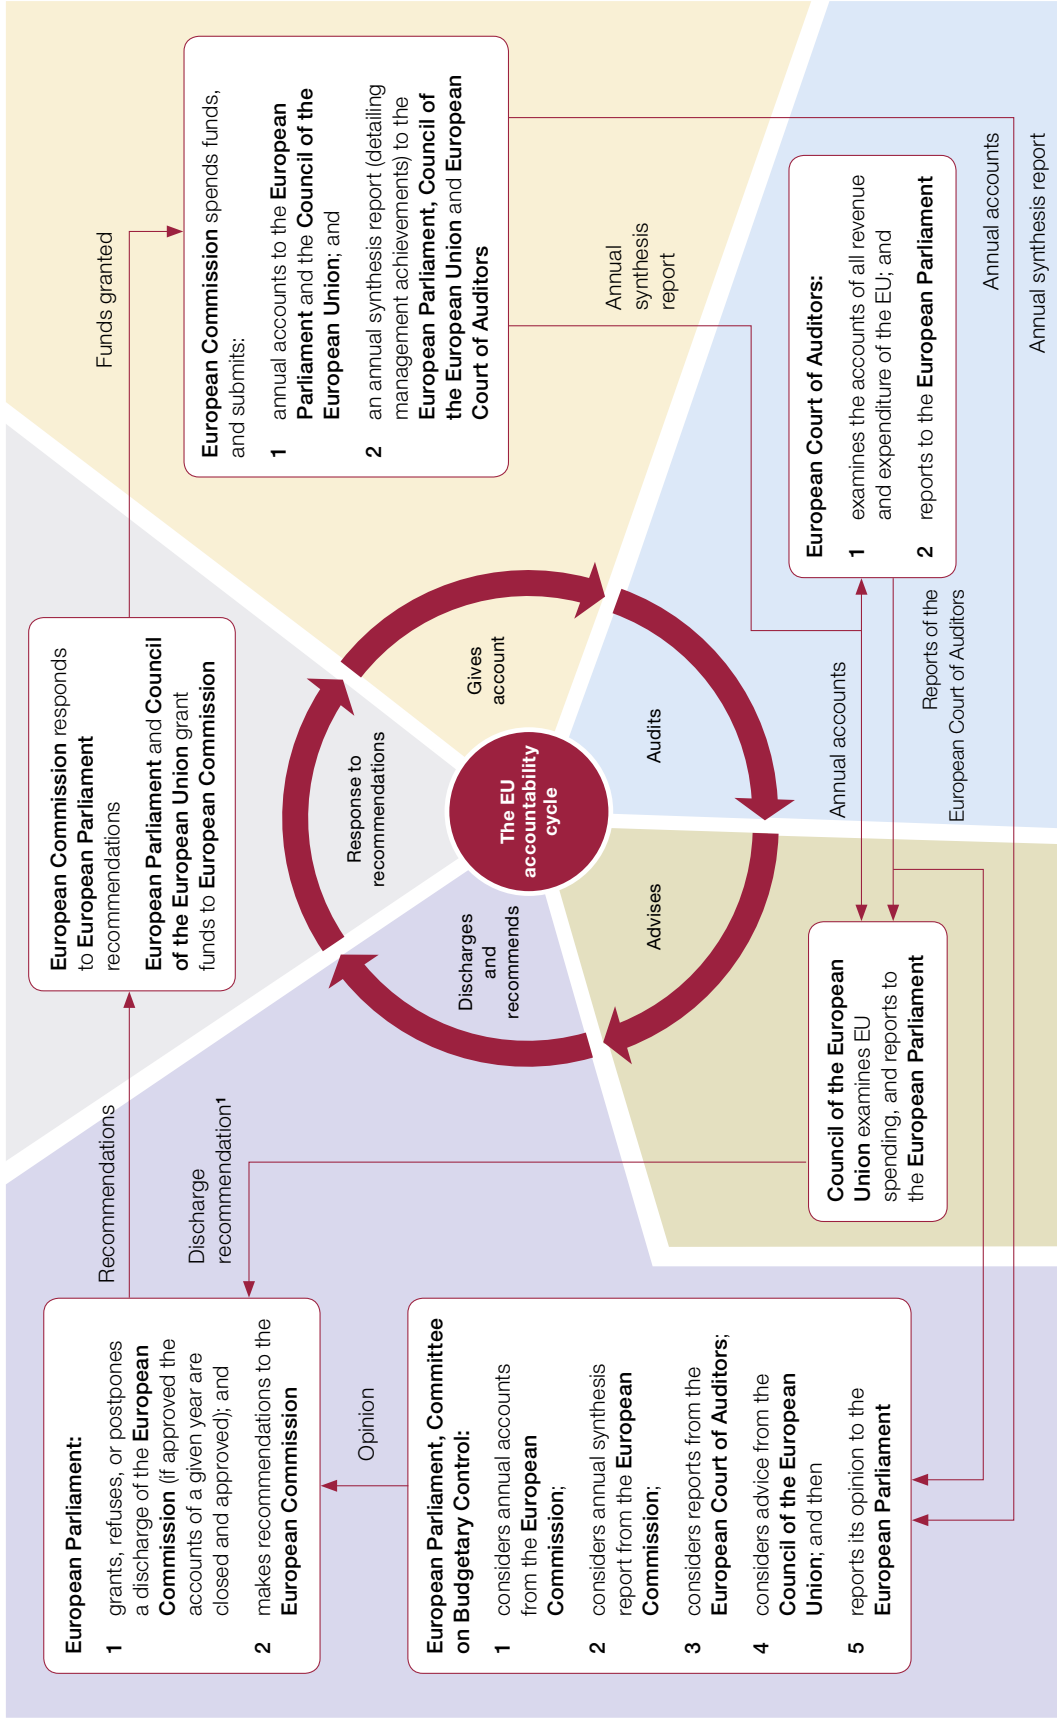 European Parliament:
1 grants, refuses, or postpones
a discharge of the European
Commission (if approved the
accounts of a given year are
closed and approved); and
2 makes recommendations to the
European Commission
Recommendations
European Commission responds
to European Parliament
recommendations
European Parliament and Council
of the European Union grant
funds to European Commission
Funds granted
European Commission spends funds,
and submits:
1 annual accounts to the European
Parliament and the Council of the
European Union; and
2 an annual synthesis report (detailing
management achievements) to the
European Parliament, Council of
the European Union and European
Court of Auditors
Discharge
recommendation¹
Opinion
Response to
recommendations
Gives
account
Discharges
and
recommends
The EU
accountability
cycle
Audits
Advises
Annual
synthesis
report
European Parliament, Committee
on Budgetary Control:
1 considers annual accounts
from the European
Commission;
2 considers annual synthesis
report from the European
Commission;
3 considers reports from the
European Court of Auditors;
4 considers advice from the
Council of the European
Union; and then
5 reports its opinion to the
European Parliament
Council of the European
Union examines EU
spending, and reports to
the European Parliament
Annual accounts
Reports of the
European Court of Auditors
European Court of Auditors:
1 examines the accounts of all revenue
and expenditure of the EU; and
2 reports to the European Parliament
Annual accounts
Annual synthesis report